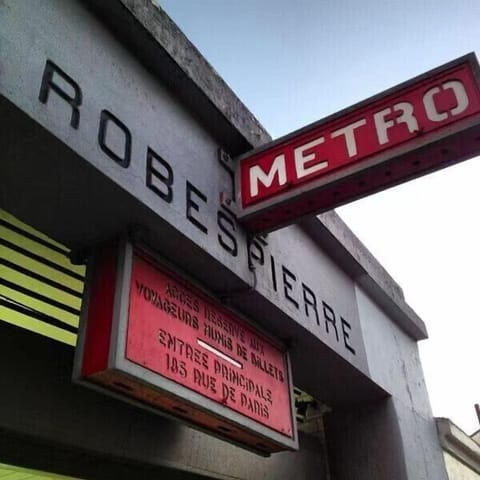 ROBESPIERRE
METRO
ACCES RESERVE AUX
VOYAGEURS MUNIS DE BILLETS
ENTREE PRINCIPALE
185 RUE DE PARIS